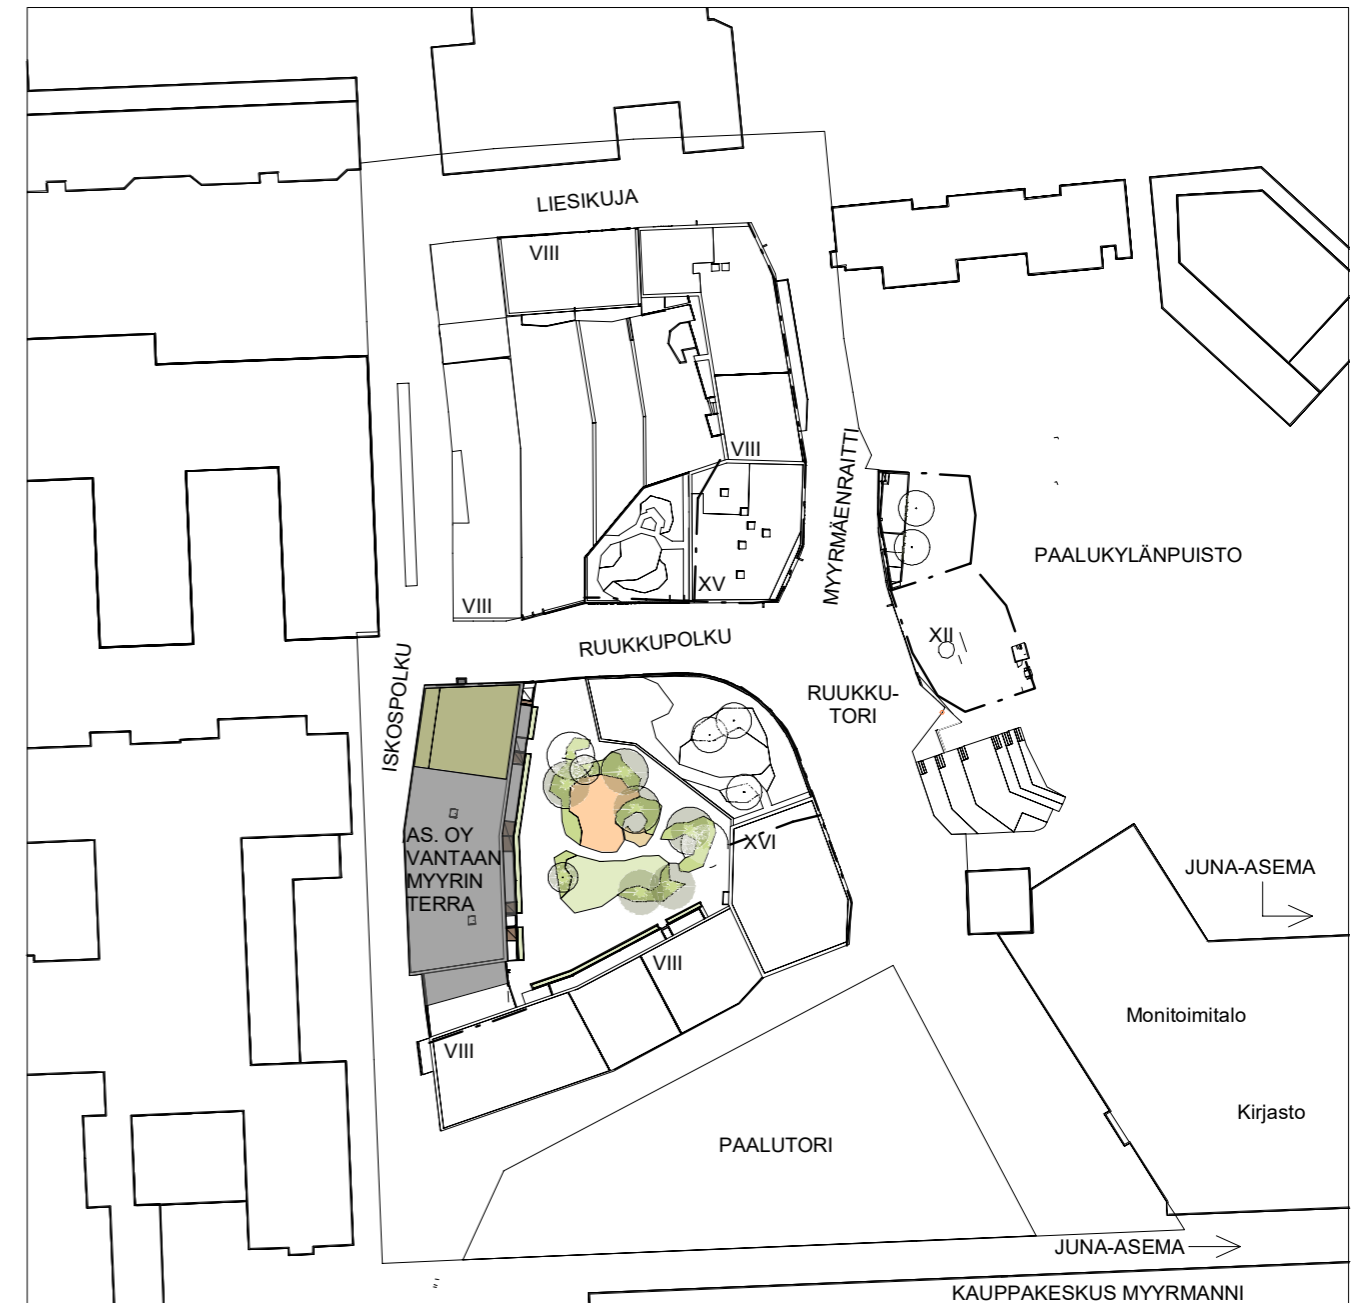 LIESIKUJA
VIII
VIII
MYYRMÄENRAITTI
PAALUKYLÄNPUISTO
XV
VIII
XII
RUUKKUPOLKU
ISKOSPOLKU
RUUKKU-
TORI
AS. OY
VANTAAN
MYYRIN
TERRA
XVI
JUNA-ASEMA
VIII
Monitoimitalo
VIII
Kirjasto
PAALUTORI
JUNA-ASEMA
KAUPPAKESKUS MYYRMANNI